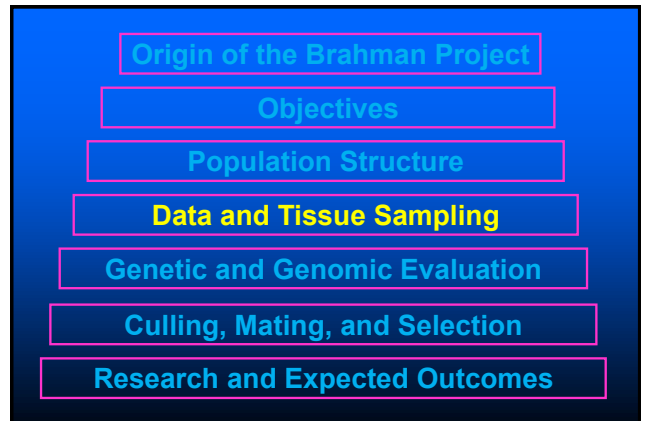 Origin of the Brahman Project
Objectives
Population Structure
Data and Tissue Sampling
Genetic and Genomic Evaluation
Culling, Mating, and Selection
Research and Expected Outcomes